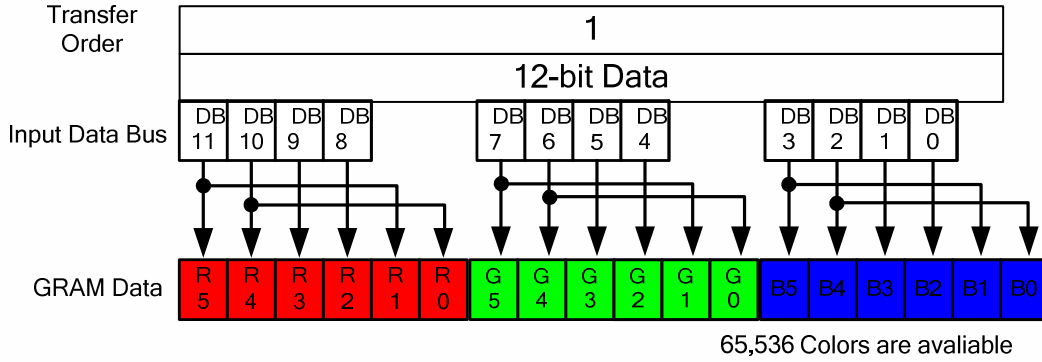 Transfer Order
1
12-bit Data
Input Data Bus
DB 11 DB 10 DB 9 DB 8 DB 7 DB 6 DB 5 DB 4 DB 3 DB 2 DB 1 DB 0
GRAM Data
R 5 R 4 R 3 R 2 R 1 R 0 G 5 G 4 G 3 G 2 G 1 G 0 B5 B4 B3 B2 B1 B0
65,536 Colors are avaliable